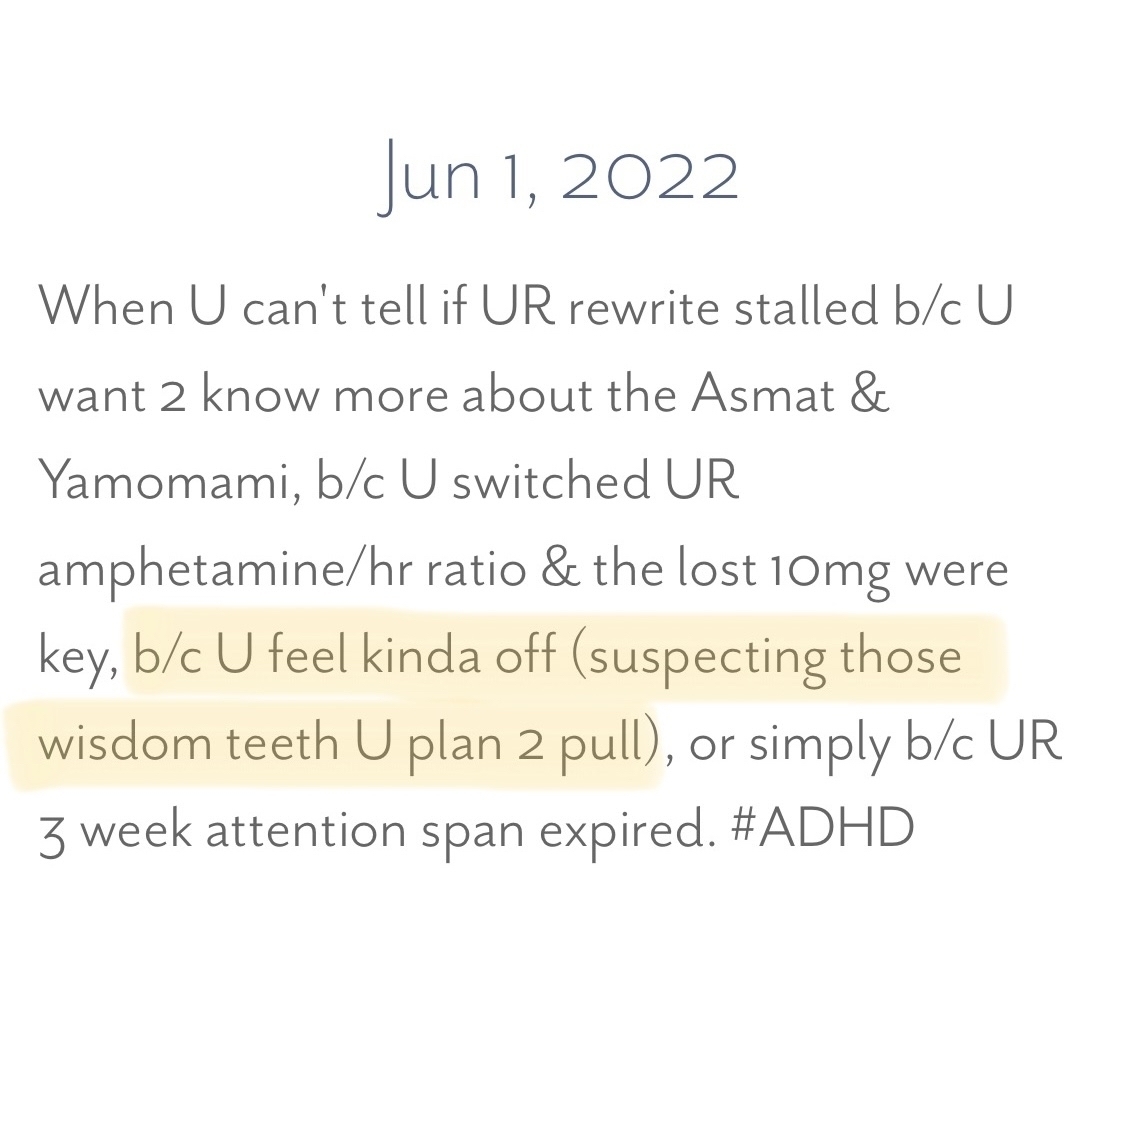 Jun 1, 2022
When U can't tell if UR rewrite stalled b/c U
want 2 know more about the Asmat &
Yamomami, b/c U switched UR
amphetamine/hr ratio & the lost 10mg were
key, b/c U feel kinda off (suspecting those
wisdom teeth U plan 2 pull), or simply b/c UR
3 week attention span expired. #ADHD